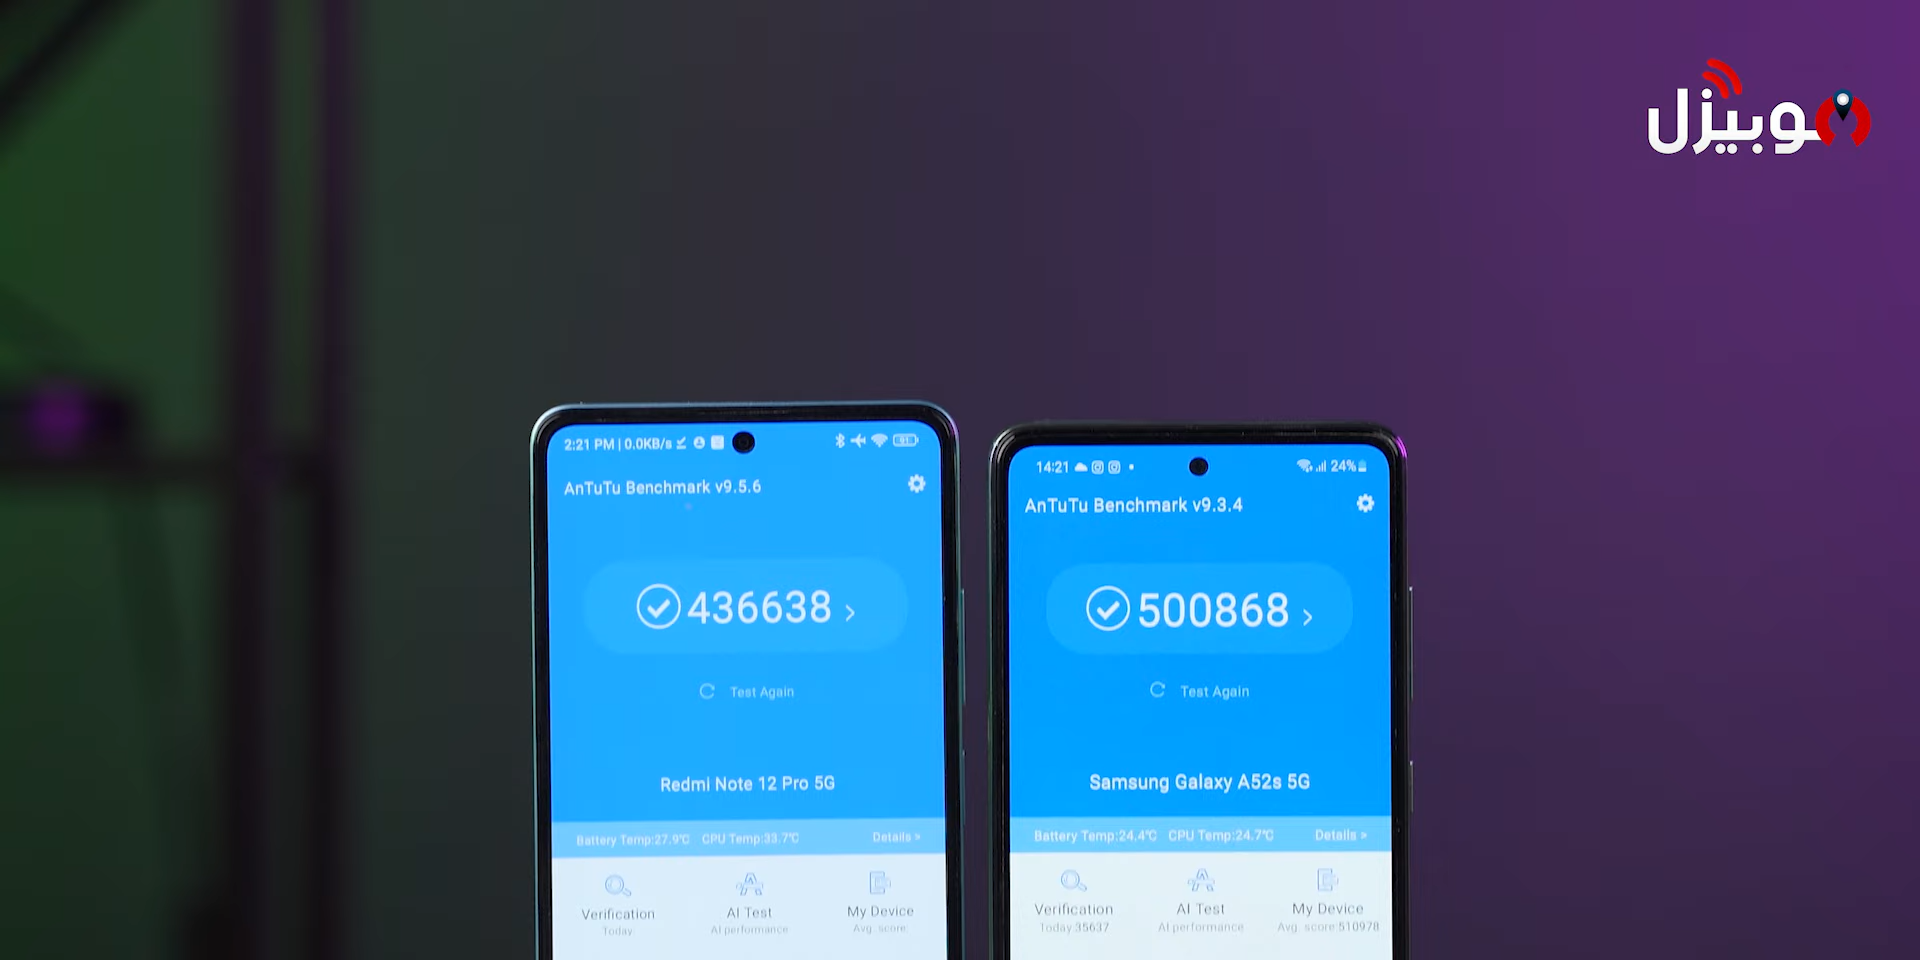 موبيزل
2:21 PM | 0.0KB/s
91
AnTuTu Benchmark v9.5.6
436638
Test Again
Redmi Note 12 Pro 5G
Battery Temp:27.9℃ CPU Temp:33.7℃ Details >
Verification AI Test My Device
Today: AI performance Avg. score:
14:21 24%
AnTuTu Benchmark v9.3.4
500868
Test Again
Samsung Galaxy A52s 5G
Battery Temp:24.4℃ CPU Temp:24.7℃ Details >
Verification AI Test My Device
Today:35637 AI performance Avg. score:510978